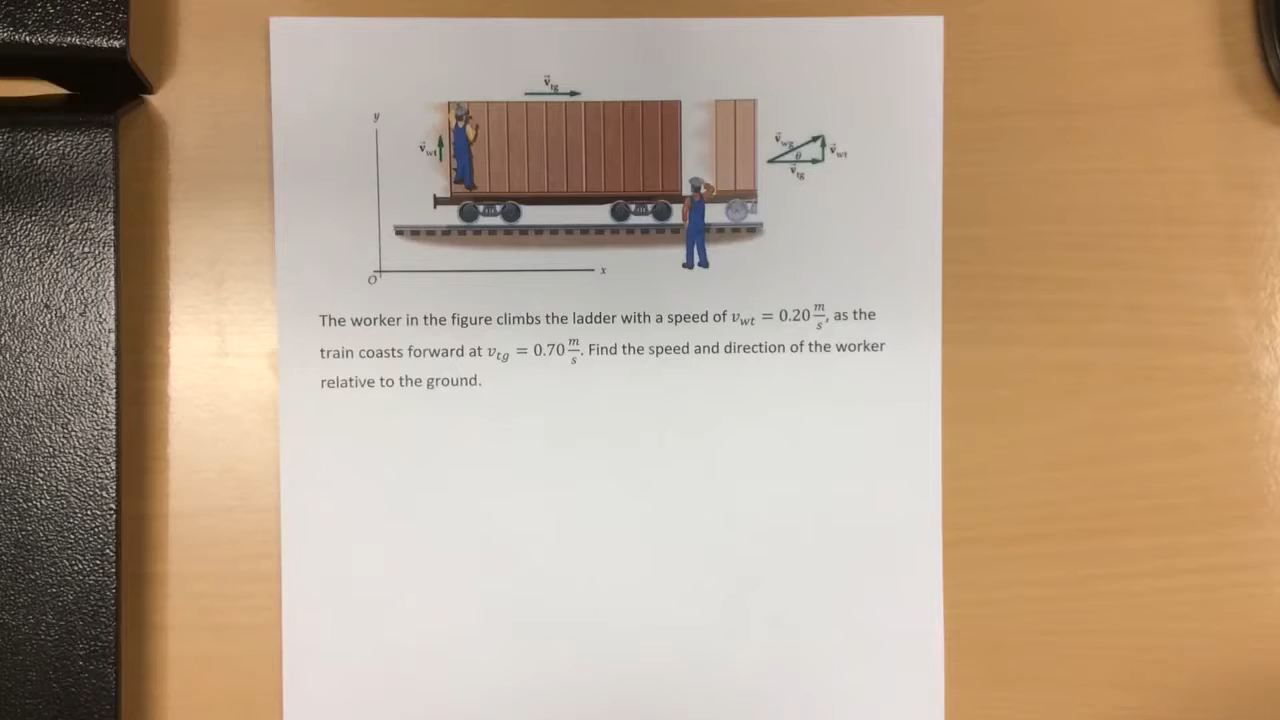 v⃗tg
y
v⃗wt
v⃗wg
θ
v⃗wt
v⃗tg
O
x
The worker in the figure climbs the ladder with a speed of v_wt = 0.20 m/s, as the
train coasts forward at v_tg = 0.70 m/s. Find the speed and direction of the worker
relative to the ground.